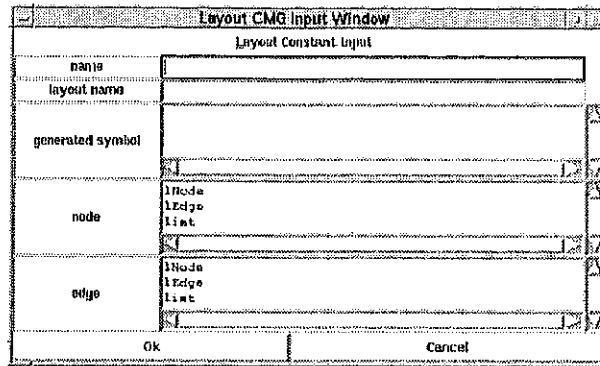 Layout CMG Input Window
Layout Constant Input
name
layout name
generated symbol
node
lNode
lEdge
list
edge
lNode
lEdge
list
Ok
Cancel